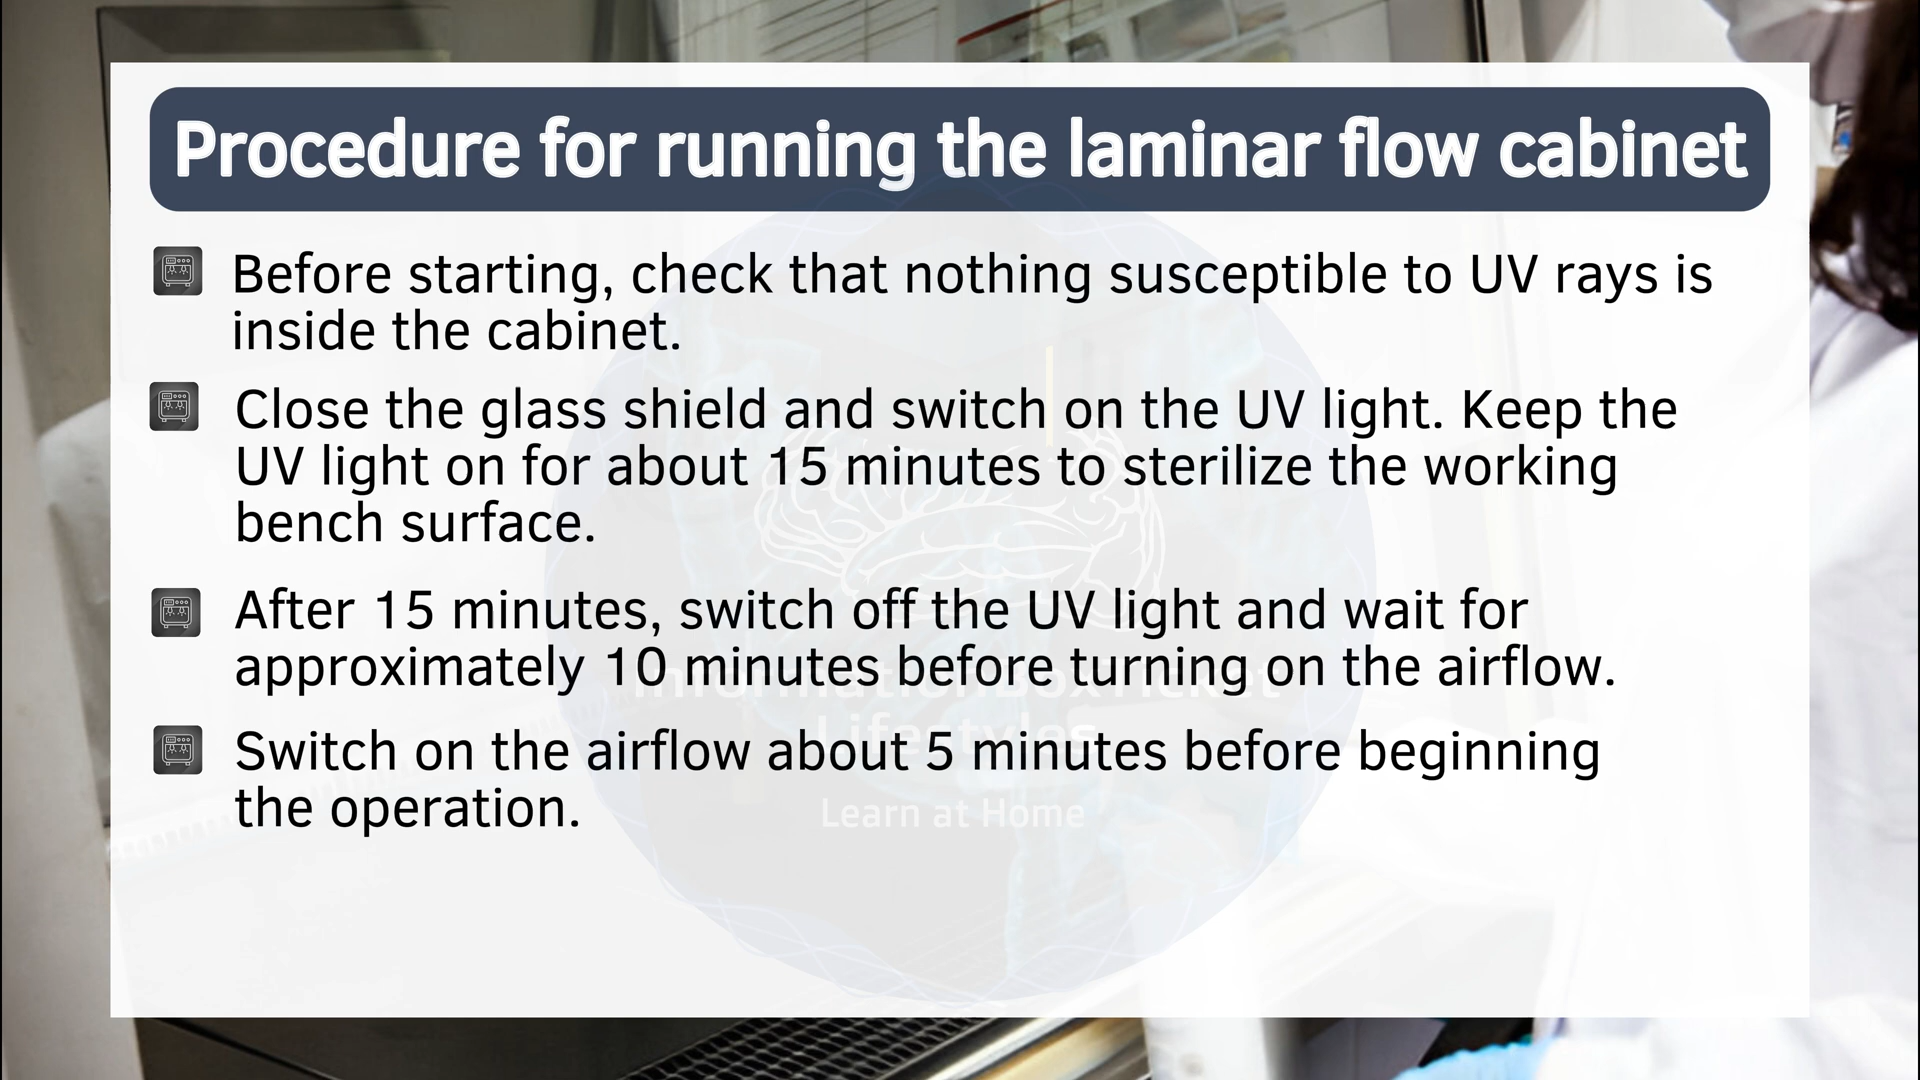 Procedure for running the laminar flow cabinet
Before starting, check that nothing susceptible to UV rays is
inside the cabinet.
Close the glass shield and switch on the UV light. Keep the
UV light on for about 15 minutes to sterilize the working
bench surface.
After 15 minutes, switch off the UV light and wait for
approximately 10 minutes before turning on the airflow.
Information BoxTicket
Lifestyles
Switch on the airflow about 5 minutes before beginning
the operation.
Learn at Home